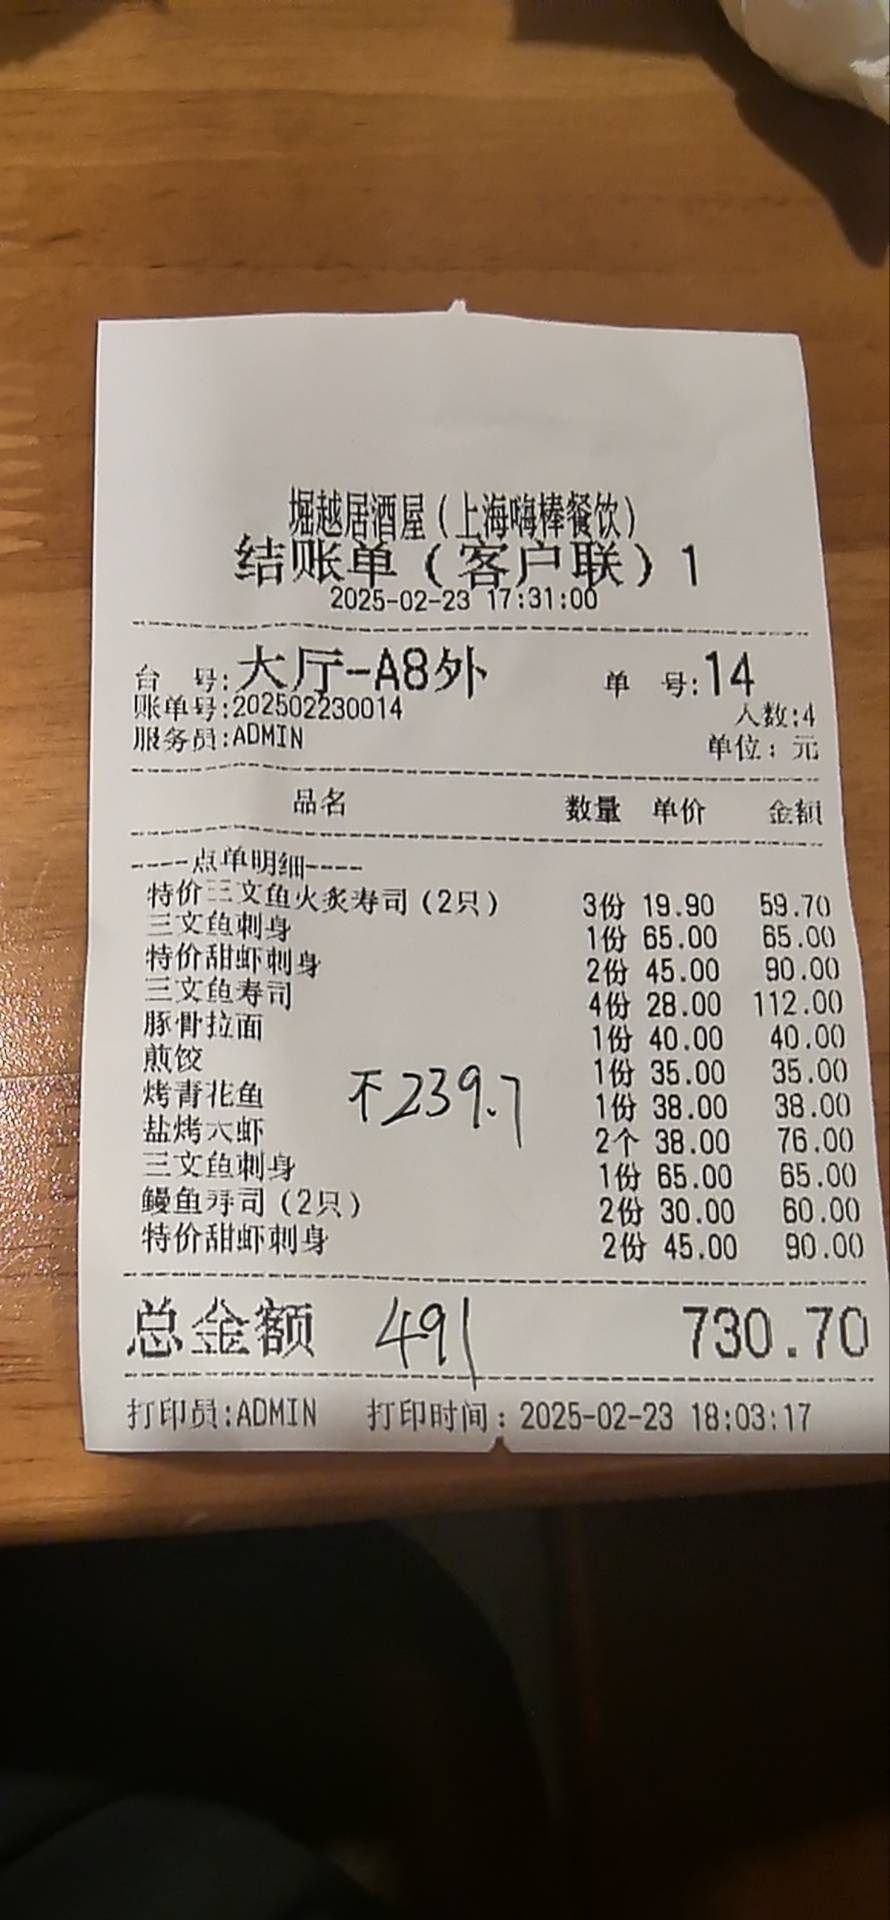 堀越居酒屋（上海嗨棒餐饮）
结账单（客户联）1
2025-02-23 17:31:00
台 号:大厅-A8外 单 号:14
账单号:202502230014 人数:4
服务员:ADMIN 单位：元
品名 数量 单价 金额
----点单明细----
特价三文鱼火炙寿司（2只） 3份 19.90 59.70
三文鱼刺身 1份 65.00 65.00
特价甜虾刺身 2份 45.00 90.00
三文鱼寿司 4份 28.00 112.00
豚骨拉面 1份 40.00 40.00
煎饺 1份 35.00 35.00
烤青花鱼 1份 38.00 38.00
不239.7
盐烤大虾 2个 38.00 76.00
三文鱼刺身 1份 65.00 65.00
鳗鱼寿司（2只） 2份 30.00 60.00
特价甜虾刺身 2份 45.00 90.00
总金额 491 730.70
打印员:ADMIN 打印时间：2025-02-23 18:03:17